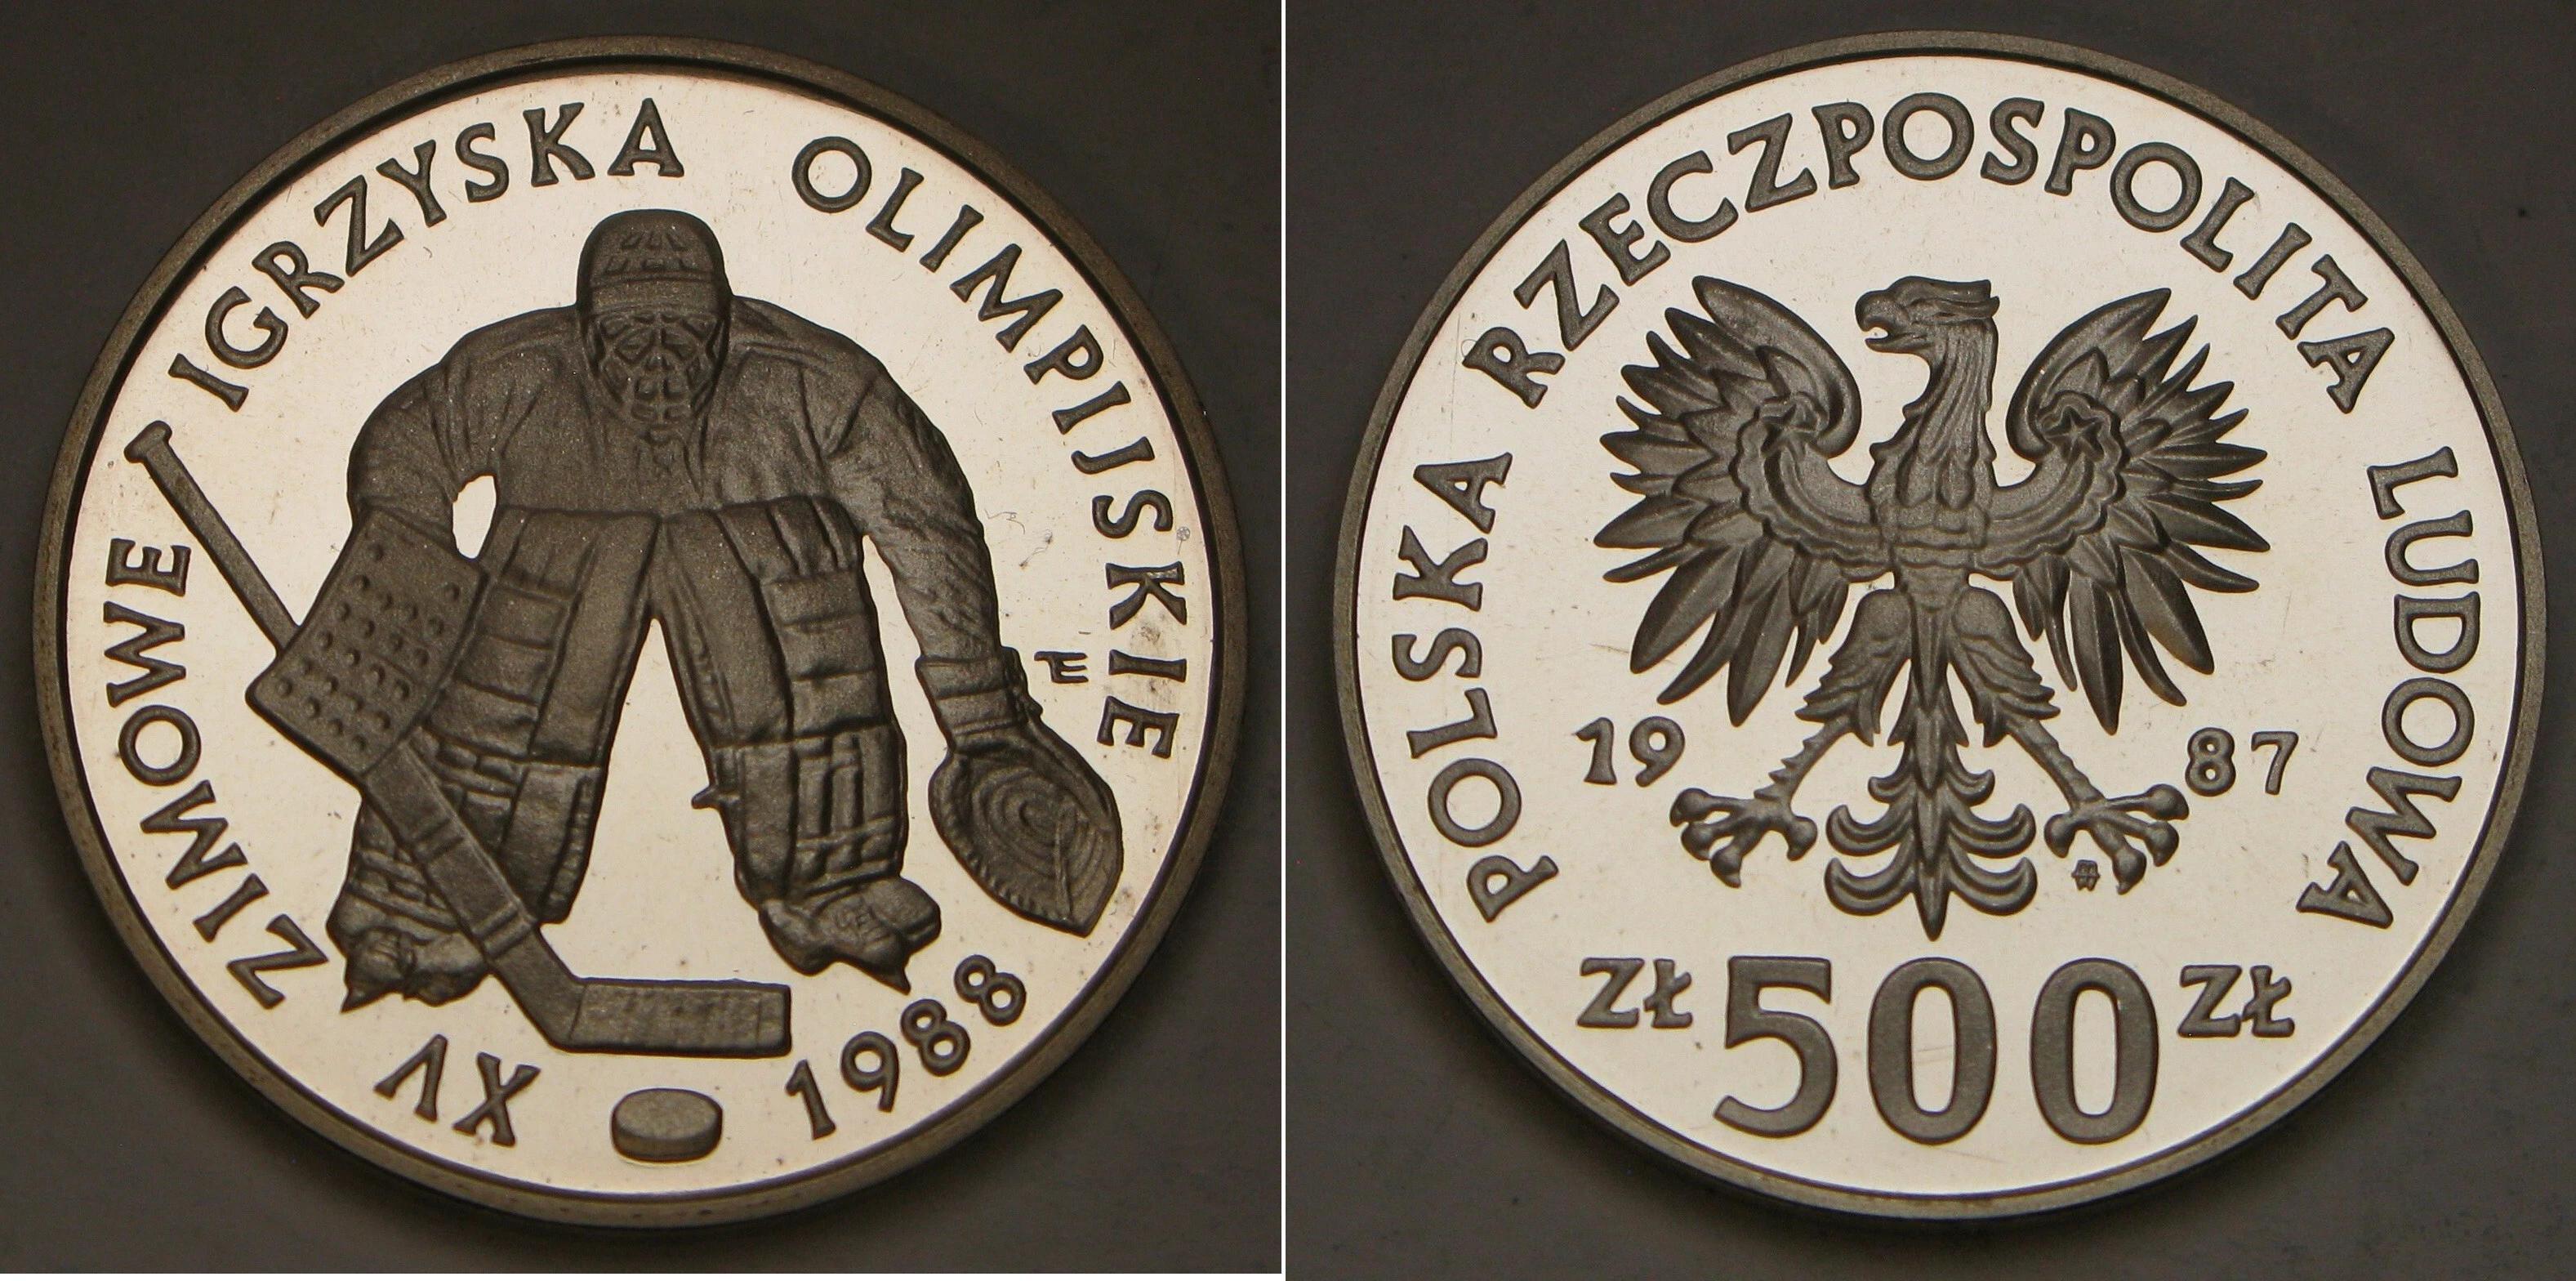 XV ZIMOWE IGRZYSKA OLIMPIJSKIE 1988
POLSKA RZECZPOSPOLITA LUDOWA
19 87
ZŁ 500 ZŁ